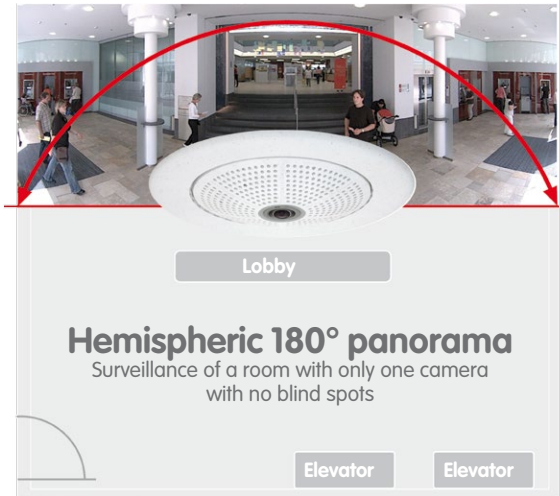 Lobby
Hemispheric 180° panorama
Surveillance of a room with only one camera
with no blind spots
Elevator Elevator